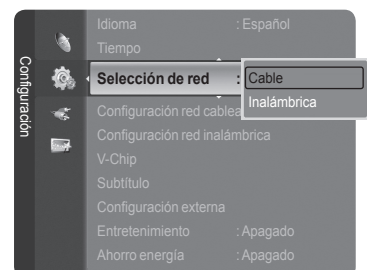 Configuración
Idioma : Español
Tiempo
Selección de red : Cable
Inalámbrica
Configuración red cablea
Configuración red inalámbrica
V-Chip
Subtítulo
Configuración externa
Entretenimiento : Apagado
Ahorro energía : Apagado